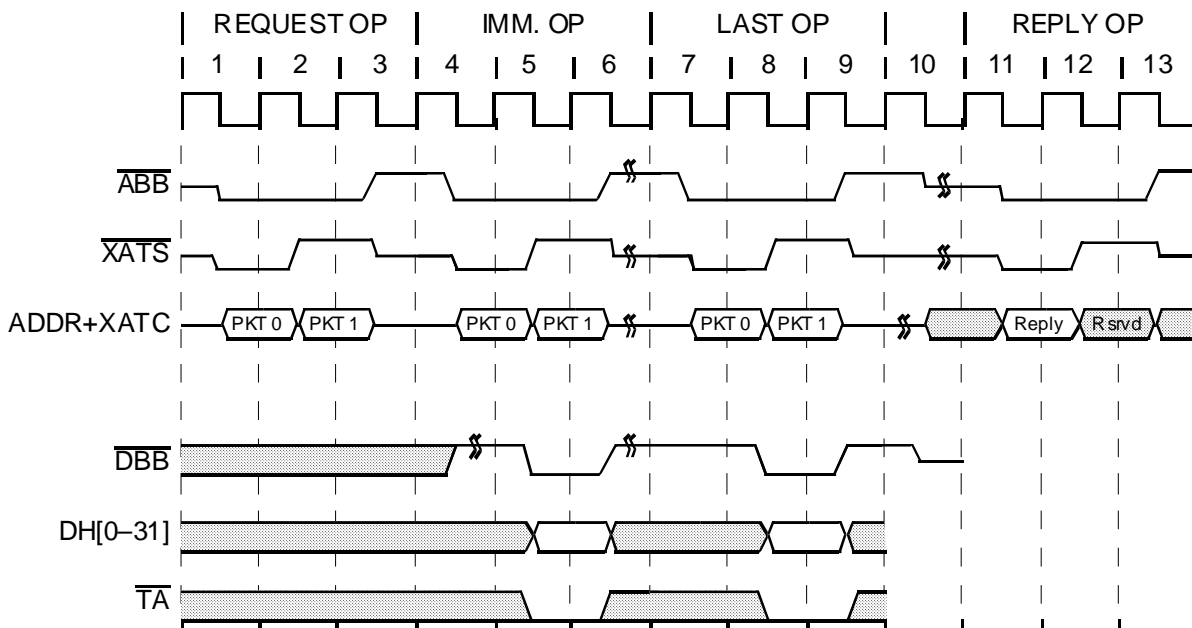 REQUEST OP IMM. OP LAST OP REPLY OP
1 2 3 4 5 6 7 8 9 10 11 12 13
ABB
XATS
ADDR+XATC PKT 0 PKT 1 PKT 0 PKT 1 PKT 0 PKT 1 Reply Rsrvd
DBB
DH[0–31]
TA